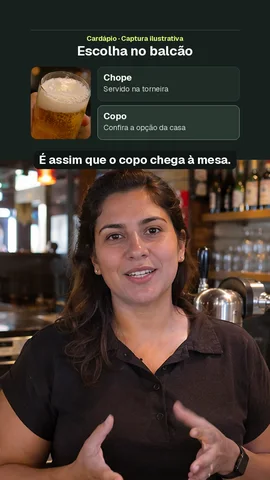 Cardápio · Captura ilustrativa
Escolha no balcão
Chope
Servido na torneira
Copo
Confira a opção da casa
É assim que o copo chega à mesa.